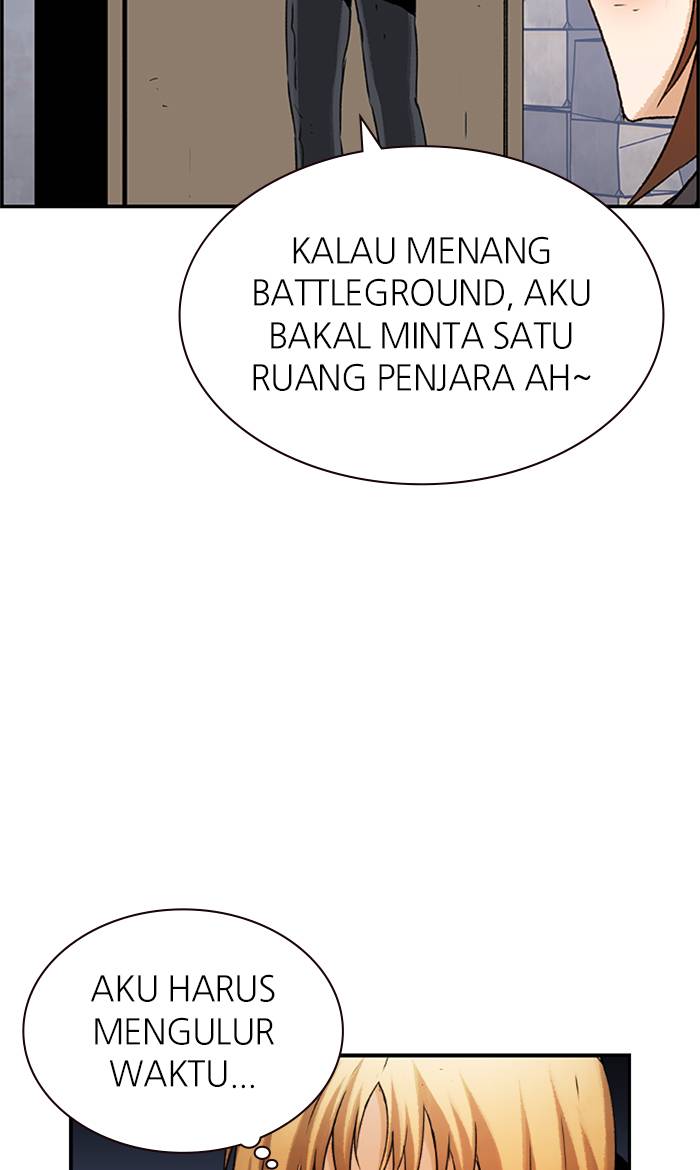 KALAU MENANG
BATTLEGROUND, AKU
BAKAL MINTA SATU
RUANG PENJARA AH~
AKU HARUS
MENGULUR
WAKTU...